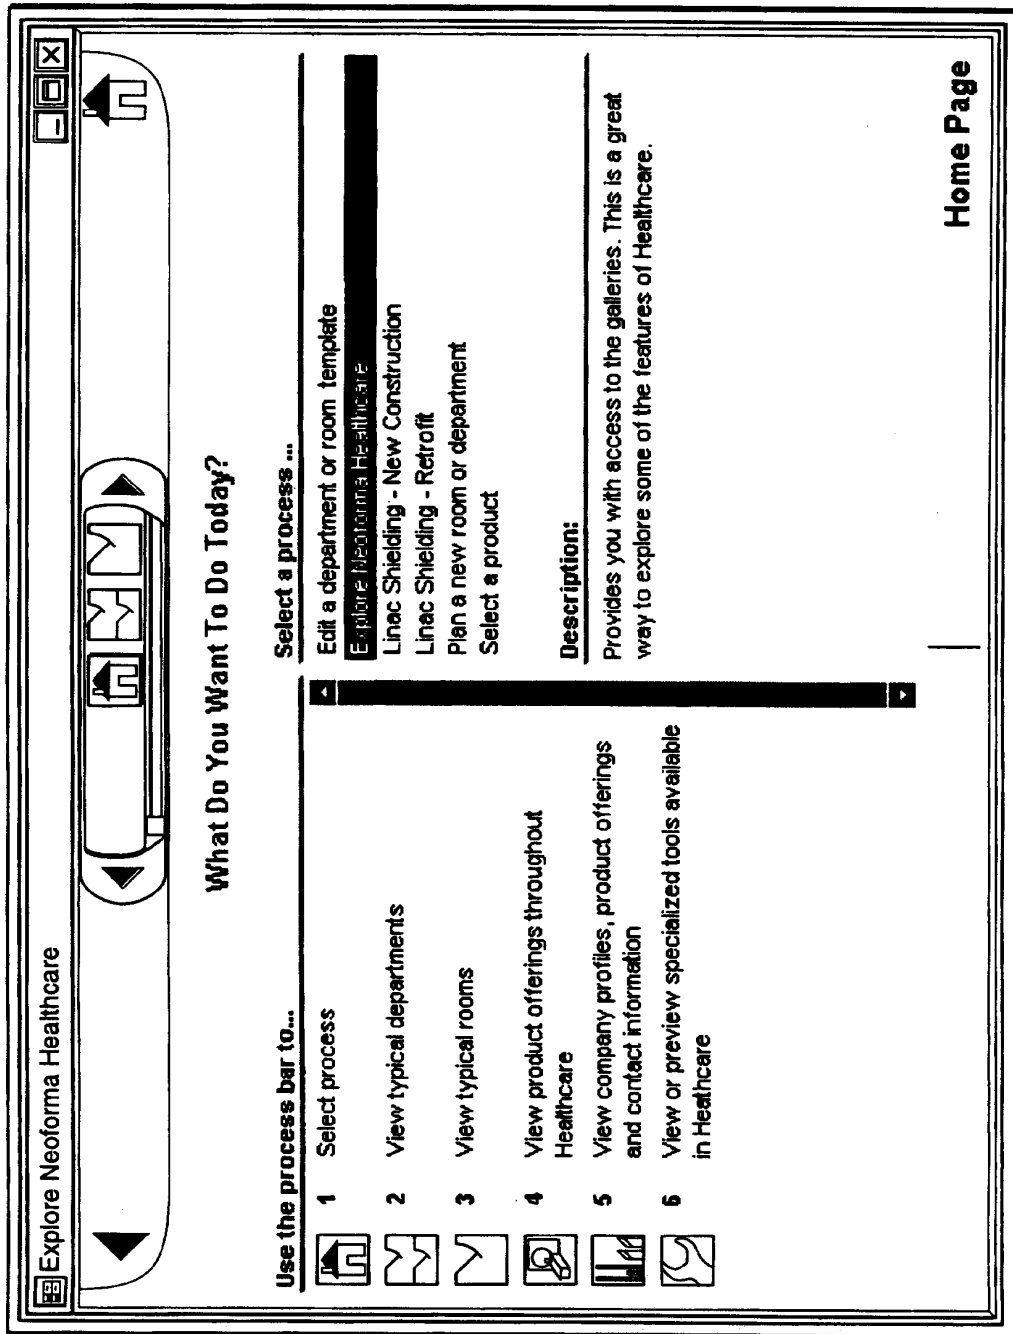 Explore Neoforma Healthcare
What Do You Want To Do Today?
Use the process bar to...
1 Select process
2 View typical departments
3 View typical rooms
4 View product offerings throughout
Healthcare
5 View company profiles, product offerings
and contact information
6 View or preview specialized tools available
in Heathcare
Select a process ...
Edit a department or room template
Explore Neoforma Healthcare
Linac Shielding - New Construction
Linac Shielding - Retrofit
Plan a new room or department
Select a product
Description:
Provides you with access to the galleries. This is a great
way to explore some of the features of Healthcare.
Home Page